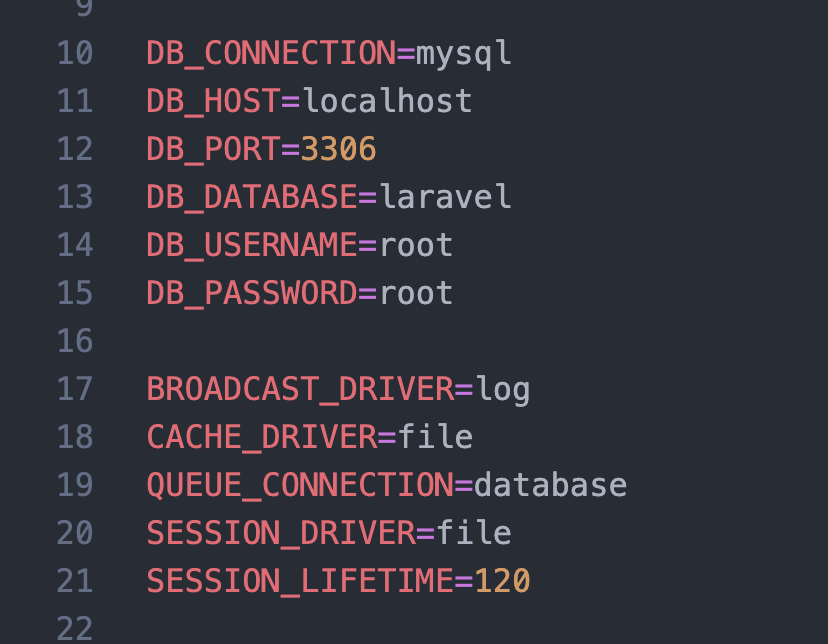 9
10 DB_CONNECTION=mysql
11 DB_HOST=localhost
12 DB_PORT=3306
13 DB_DATABASE=laravel
14 DB_USERNAME=root
15 DB_PASSWORD=root
16
17 BROADCAST_DRIVER=log
18 CACHE_DRIVER=file
19 QUEUE_CONNECTION=database
20 SESSION_DRIVER=file
21 SESSION_LIFETIME=120
22